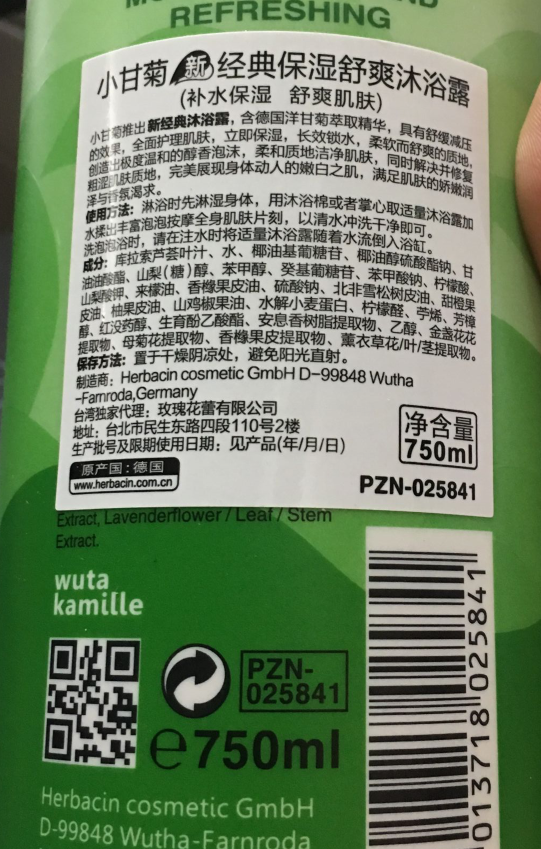 REFRESHING
小甘菊新经典保湿舒爽沐浴露
(补水保湿 舒爽肌肤)
小甘菊推出新经典沐浴露，含德国洋甘菊萃取精华，具有舒缓减压
的效果，全面护理肌肤，立即保湿，长效锁水，柔软而舒爽的质地，
创造出极度温和的醇香泡沫，柔和质地洁净肌肤，同时解决并修复
粗涩肌肤质地，完美展现身体动人的嫩白之肌，满足肌肤的娇嫩润
泽与香氛渴求。
使用方法：淋浴时先淋湿身体，用沐浴棉或者掌心取适量沐浴露加
水揉出丰富泡泡按摩全身肌肤片刻，以清水冲洗干净即可。
洗泡泡浴时，请在注水时将适量沐浴露随着水流倒入浴缸。
成分：库拉索芦荟叶汁、水、椰油基葡糖苷、椰油醇硫酸酯钠、甘
油油酸酯、山梨(糖)醇、苯甲醇、癸基葡糖苷、苯甲酸钠、柠檬酸、
山梨酸钾、来檬油、香橼果皮油、硫酸钠、北非雪松树皮油、甜橙果
皮油、柚果皮油、山鸡椒果油、水解小麦蛋白、柠檬醛、苧烯、芳樟
醇、红没药醇、生育酚乙酸酯、安息香树脂提取物、乙醇、金盏花花
提取物、母菊花提取物、香橼果皮提取物、薰衣草花/叶/茎提取物。
保存方法：置于干燥阴凉处，避免阳光直射。
制造商：Herbacin cosmetic GmbH D-99848 Wutha
-Farnroda,Germany
台湾独家代理：玫瑰花蕾有限公司
地址：台北市民生东路四段110号2楼
生产批号及限期使用日期：见产品(年/月/日)
净含量
750ml
原产国：德国
www.herbacin.com.cn
PZN-025841
Extract, Lavenderflower / Leaf / Stem
Extract.
wuta
kamille
PZN-
025841
e750ml
013718 025841
Herbacin cosmetic GmbH
D-99848 Wutha-Farnroda